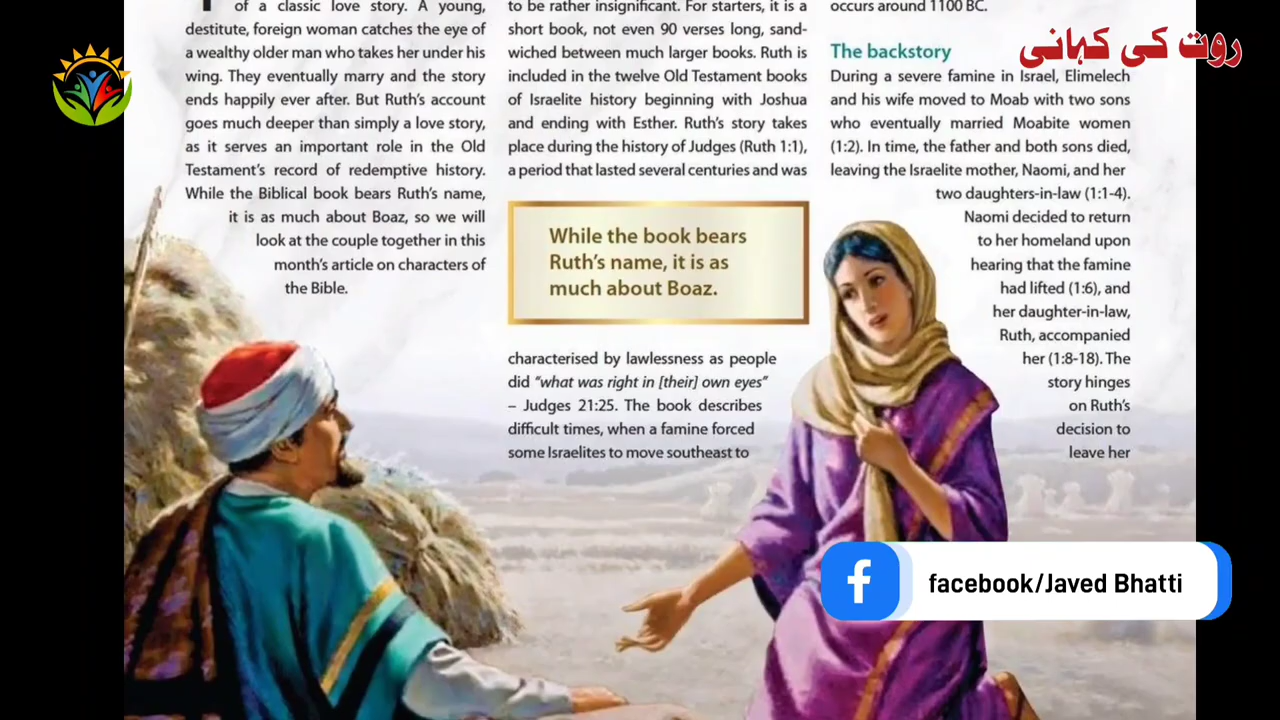 of a classic love story. A young,
destitute, foreign woman catches the eye of
a wealthy older man who takes her under his
wing. They eventually marry and the story
ends happily ever after. But Ruth's account
goes much deeper than simply a love story,
as it serves an important role in the Old
Testament's record of redemptive history.
While the Biblical book bears Ruth's name,
it is as much about Boaz, so we will
look at the couple together in this
month's article on characters of
the Bible.
to be rather insignificant. For starters, it is a
short book, not even 90 verses long, sand-
wiched between much larger books. Ruth is
included in the twelve Old Testament books
of Israelite history beginning with Joshua
and ending with Esther. Ruth's story takes
place during the history of Judges (Ruth 1:1),
a period that lasted several centuries and was
While the book bears
Ruth's name, it is as
much about Boaz.
characterised by lawlessness as people
did "what was right in [their] own eyes"
– Judges 21:25. The book describes
difficult times, when a famine forced
some Israelites to move southeast to
occurs around 1100 BC.
روت کی کہانی
The backstory
During a severe famine in Israel, Elimelech
and his wife moved to Moab with two sons
who eventually married Moabite women
(1:2). In time, the father and both sons died,
leaving the Israelite mother, Naomi, and her
two daughters-in-law (1:1-4).
Naomi decided to return
to her homeland upon
hearing that the famine
had lifted (1:6), and
her daughter-in-law,
Ruth, accompanied
her (1:8-18). The
story hinges
on Ruth's
decision to
leave her
facebook/Javed Bhatti